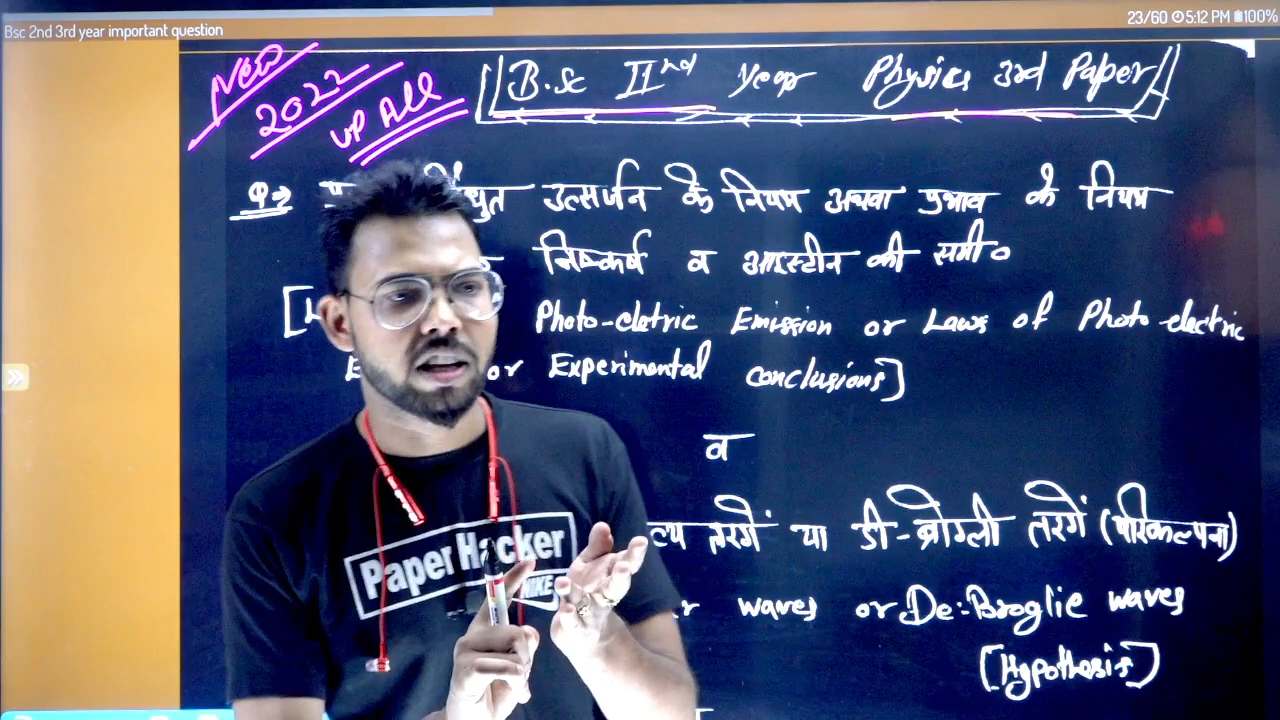 Bsc 2nd 3rd year important question
23/60 5:12 PM 100%
New
2022
UP All
B.Sc IInd Year Physics 3rd Paper
Q⇒ उत्सर्जन के नियम अथवा प्रभाव के नियम
निष्कर्ष व आइंस्टीन की समी०
Photo-cletric Emission or Laws of Photo electric
or Experimental conclusions]
व
तरंगें या डी-ब्रोग्ली तरंगें (परिकल्पना)
waves or De:-Broglie waves
[Hypothesis]
Paper Hacker
NIKE